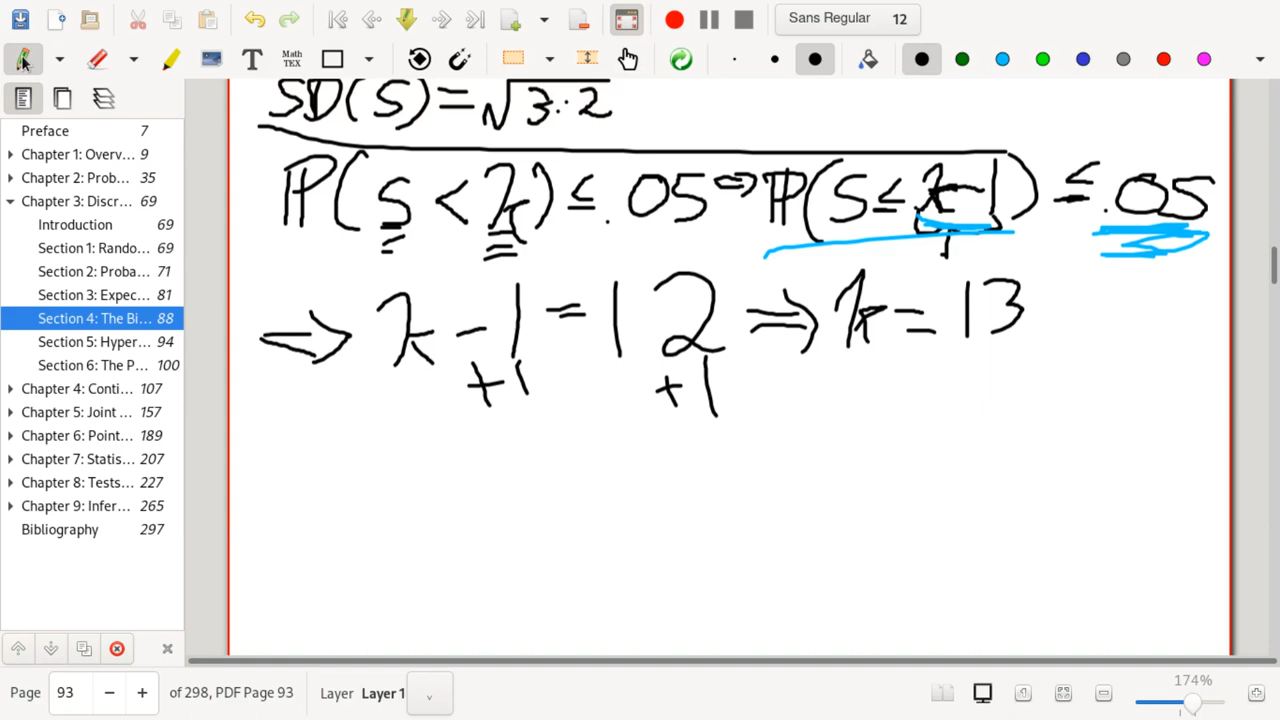 Sans Regular 12
T Math TEX
Preface 7
Chapter 1: Overv... 9
Chapter 2: Prob... 35
Chapter 3: Discr... 69
Introduction 69
Section 1: Rando... 69
Section 2: Proba... 71
Section 3: Expec... 81
Section 4: The Bi... 88
Section 5: Hyper... 94
Section 6: The P... 100
Chapter 4: Conti... 107
Chapter 5: Joint ... 157
Chapter 6: Point... 189
Chapter 7: Statis... 207
Chapter 8: Tests... 227
Chapter 9: Infer... 265
Bibliography 297
SD(S) = √3.2
ℙ(S < k) ≤ .05 ⇔ ℙ(S ≤ k-1) ≤ .05
⇒ k - 1 = 12 ⇒ k = 13
+1 +1
Page 93 of 298, PDF Page 93 Layer Layer 1 174%